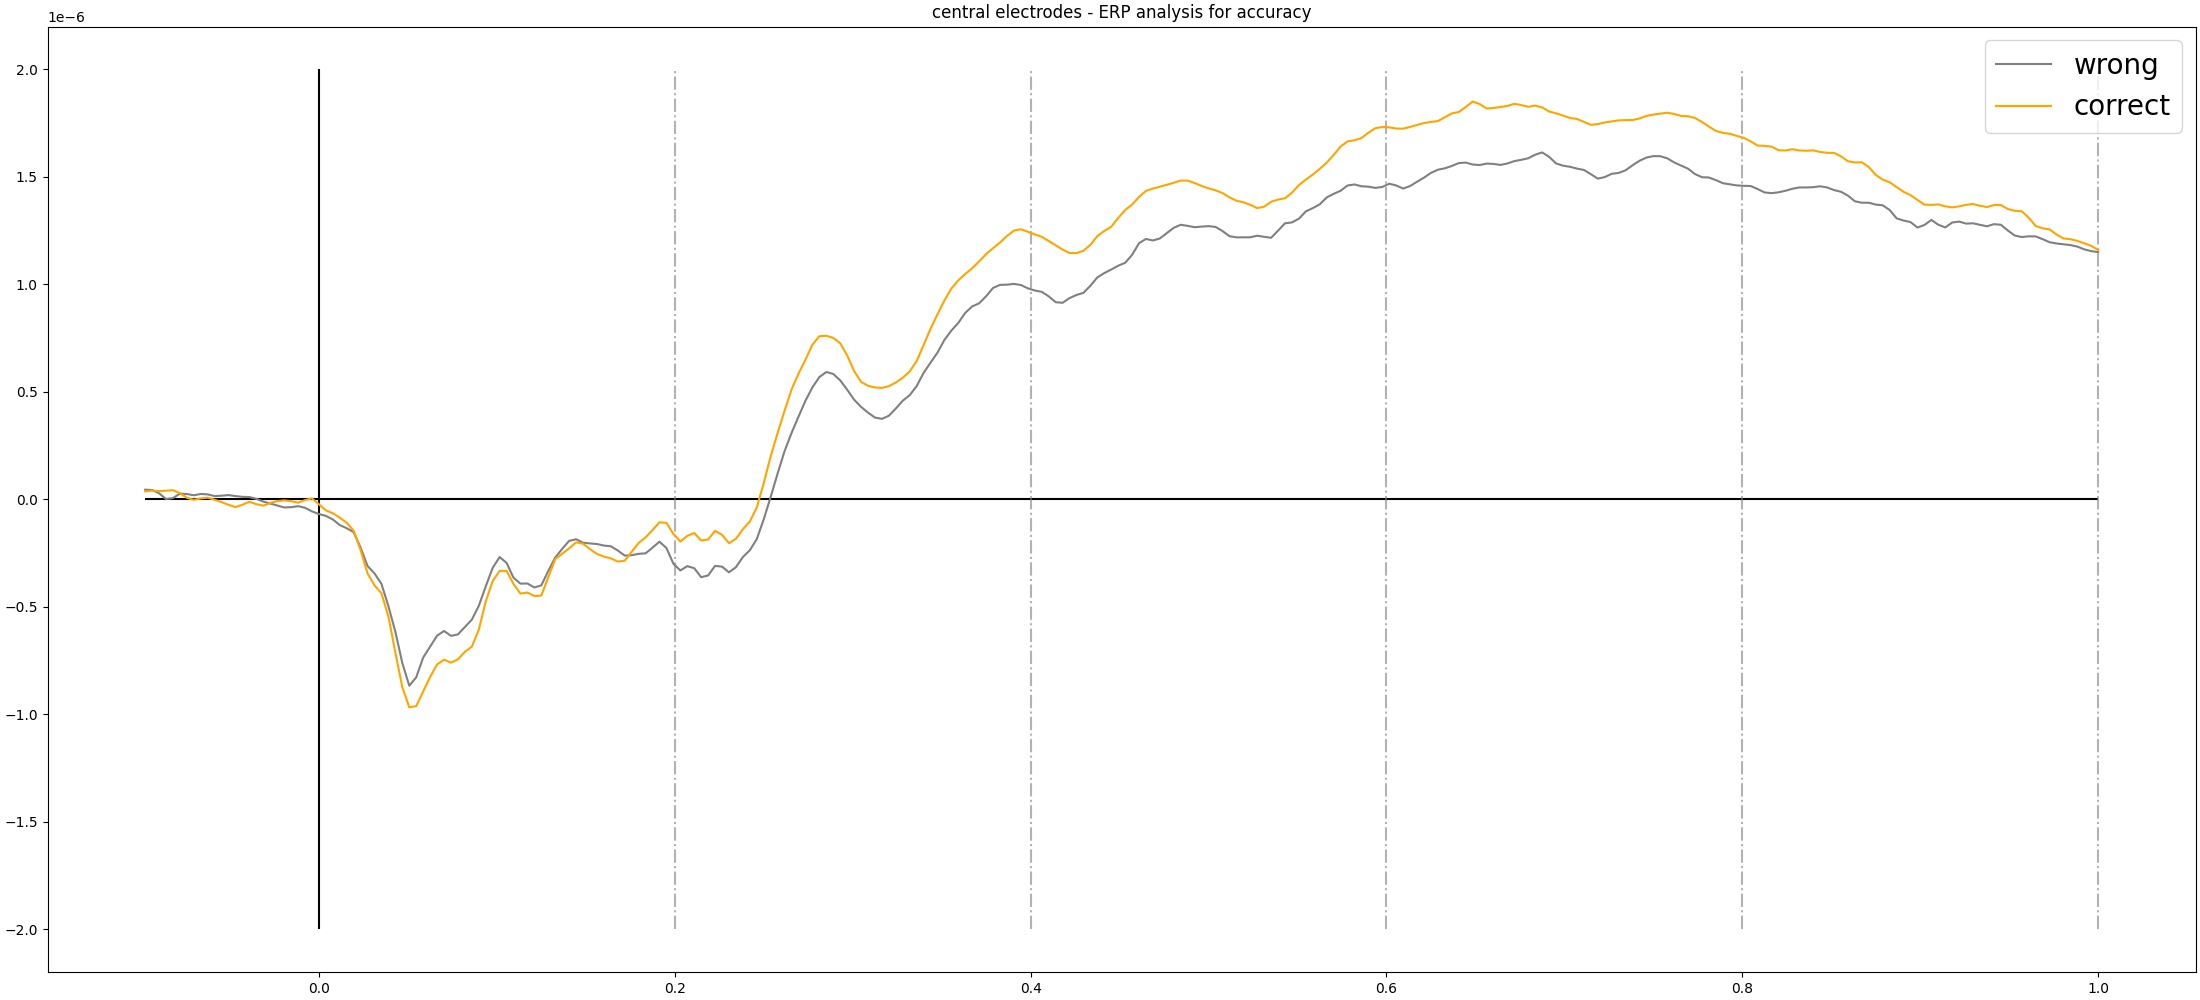 central electrodes - ERP analysis for accuracy
1e−6
wrong
correct
2.0
1.5
1.0
0.5
0.0
−0.5
−1.0
−1.5
−2.0
0.0 0.2 0.4 0.6 0.8 1.0